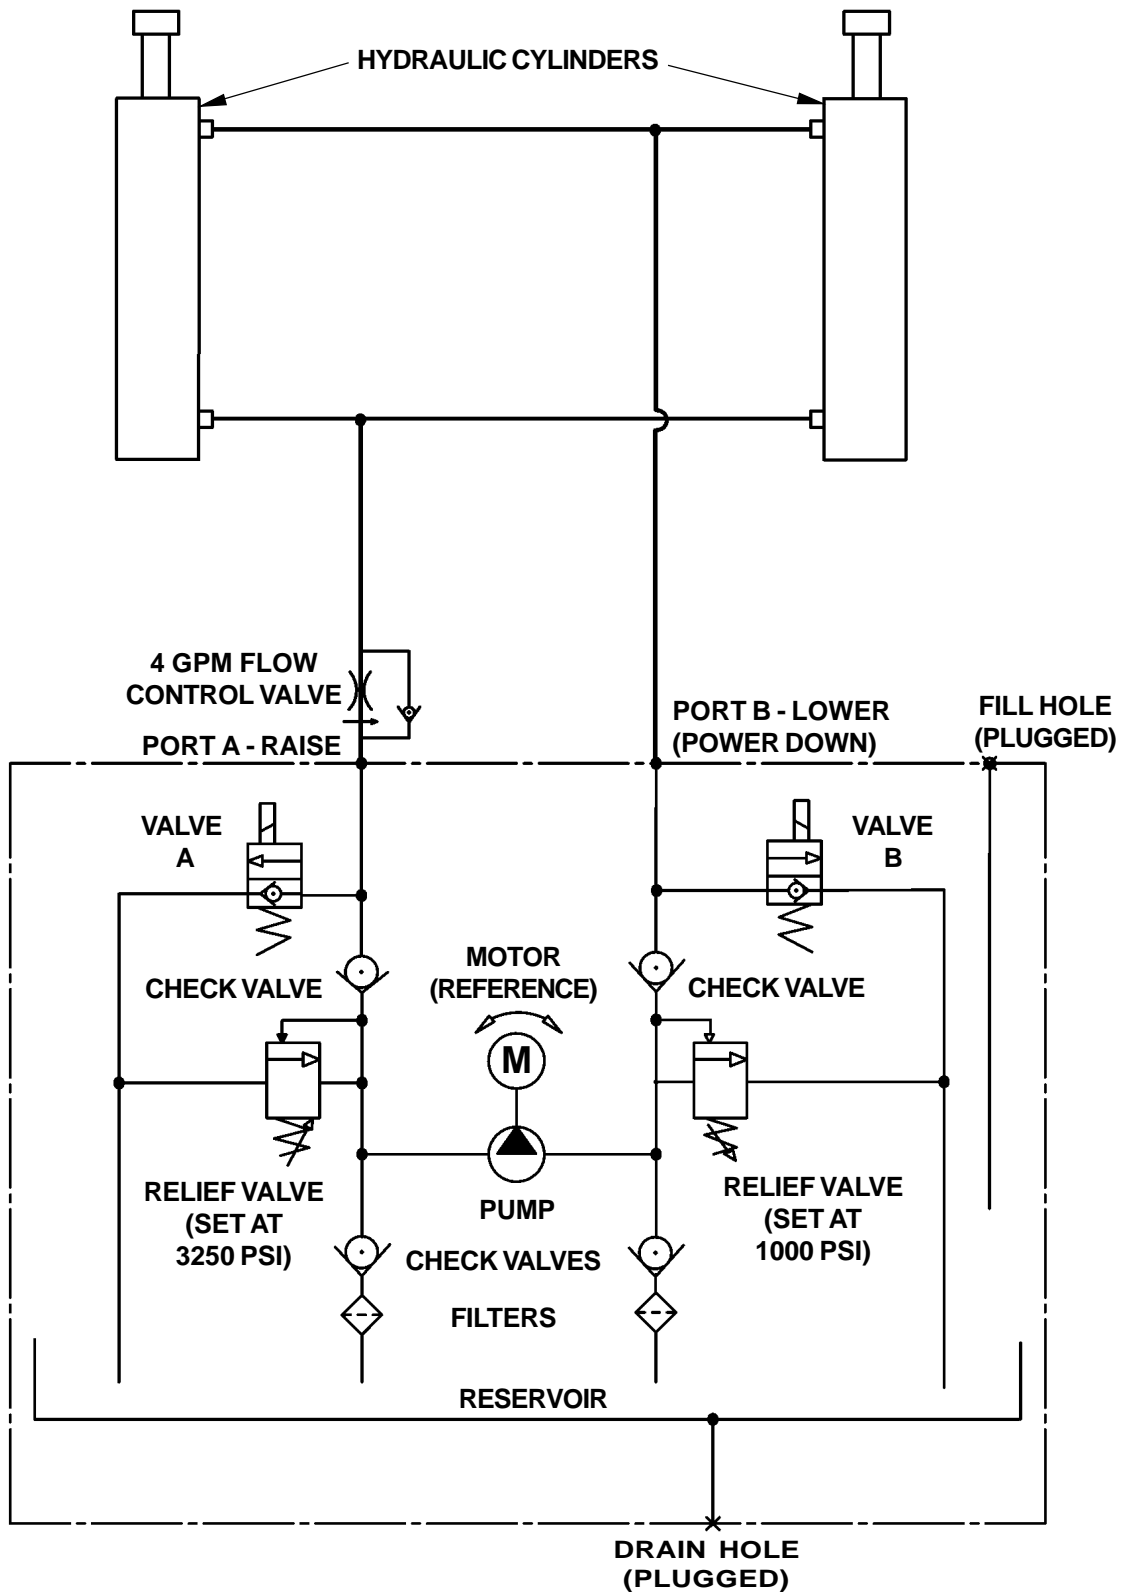 HYDRAULIC CYLINDERS
4 GPM FLOW
CONTROL VALVE
PORT A - RAISE
PORT B - LOWER
(POWER DOWN)
FILL HOLE
(PLUGGED)
VALVE
A
VALVE
B
CHECK VALVE
MOTOR
(REFERENCE)
CHECK VALVE
M
RELIEF VALVE
(SET AT
3250 PSI)
PUMP
RELIEF VALVE
(SET AT
1000 PSI)
CHECK VALVES
FILTERS
RESERVOIR
DRAIN HOLE
(PLUGGED)